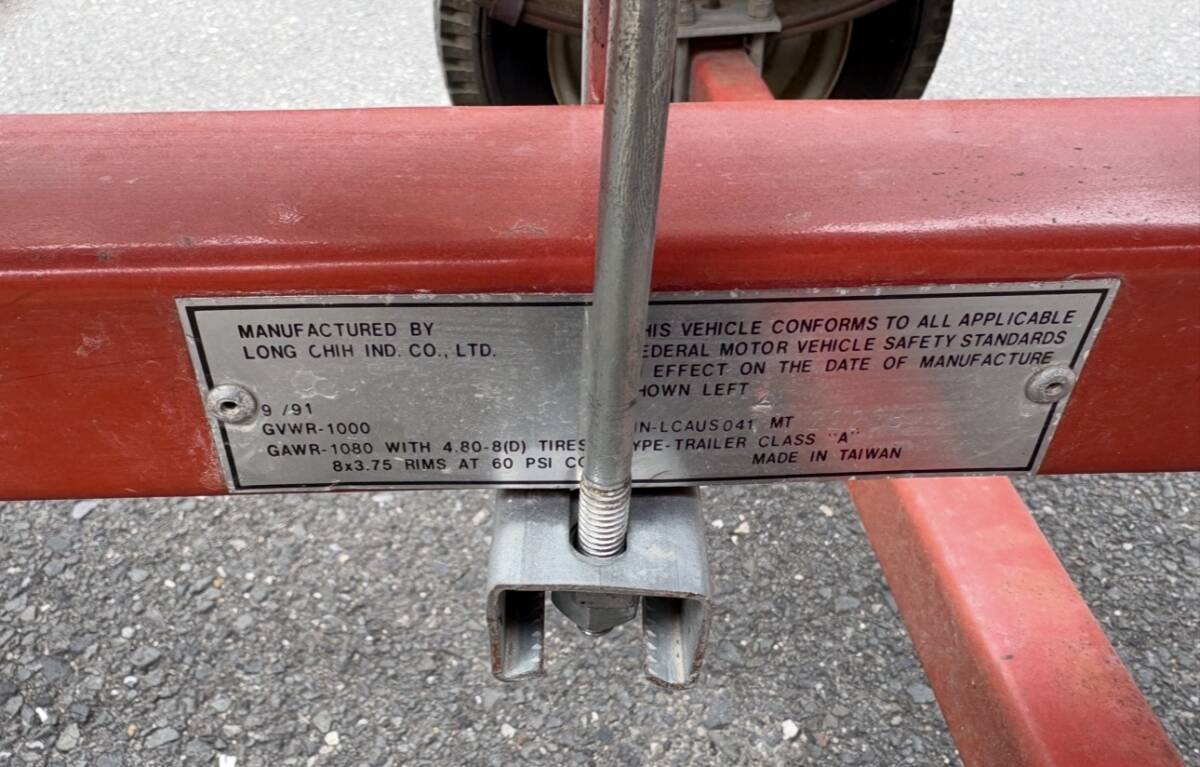 MANUFACTURED BY
LONG CHIH IND. CO., LTD.
9 /91
GVWR-1000
GAWR-1080 WITH 4.80-8(D) TIRES
8x3.75 RIMS AT 60 PSI CO
HIS VEHICLE CONFORMS TO ALL APPLICABLE
EDERAL MOTOR VEHICLE SAFETY STANDARDS
EFFECT ON THE DATE OF MANUFACTURE
HOWN LEFT
IN-LCAUS041 MT
YPE-TRAILER CLASS "A"
MADE IN TAIWAN